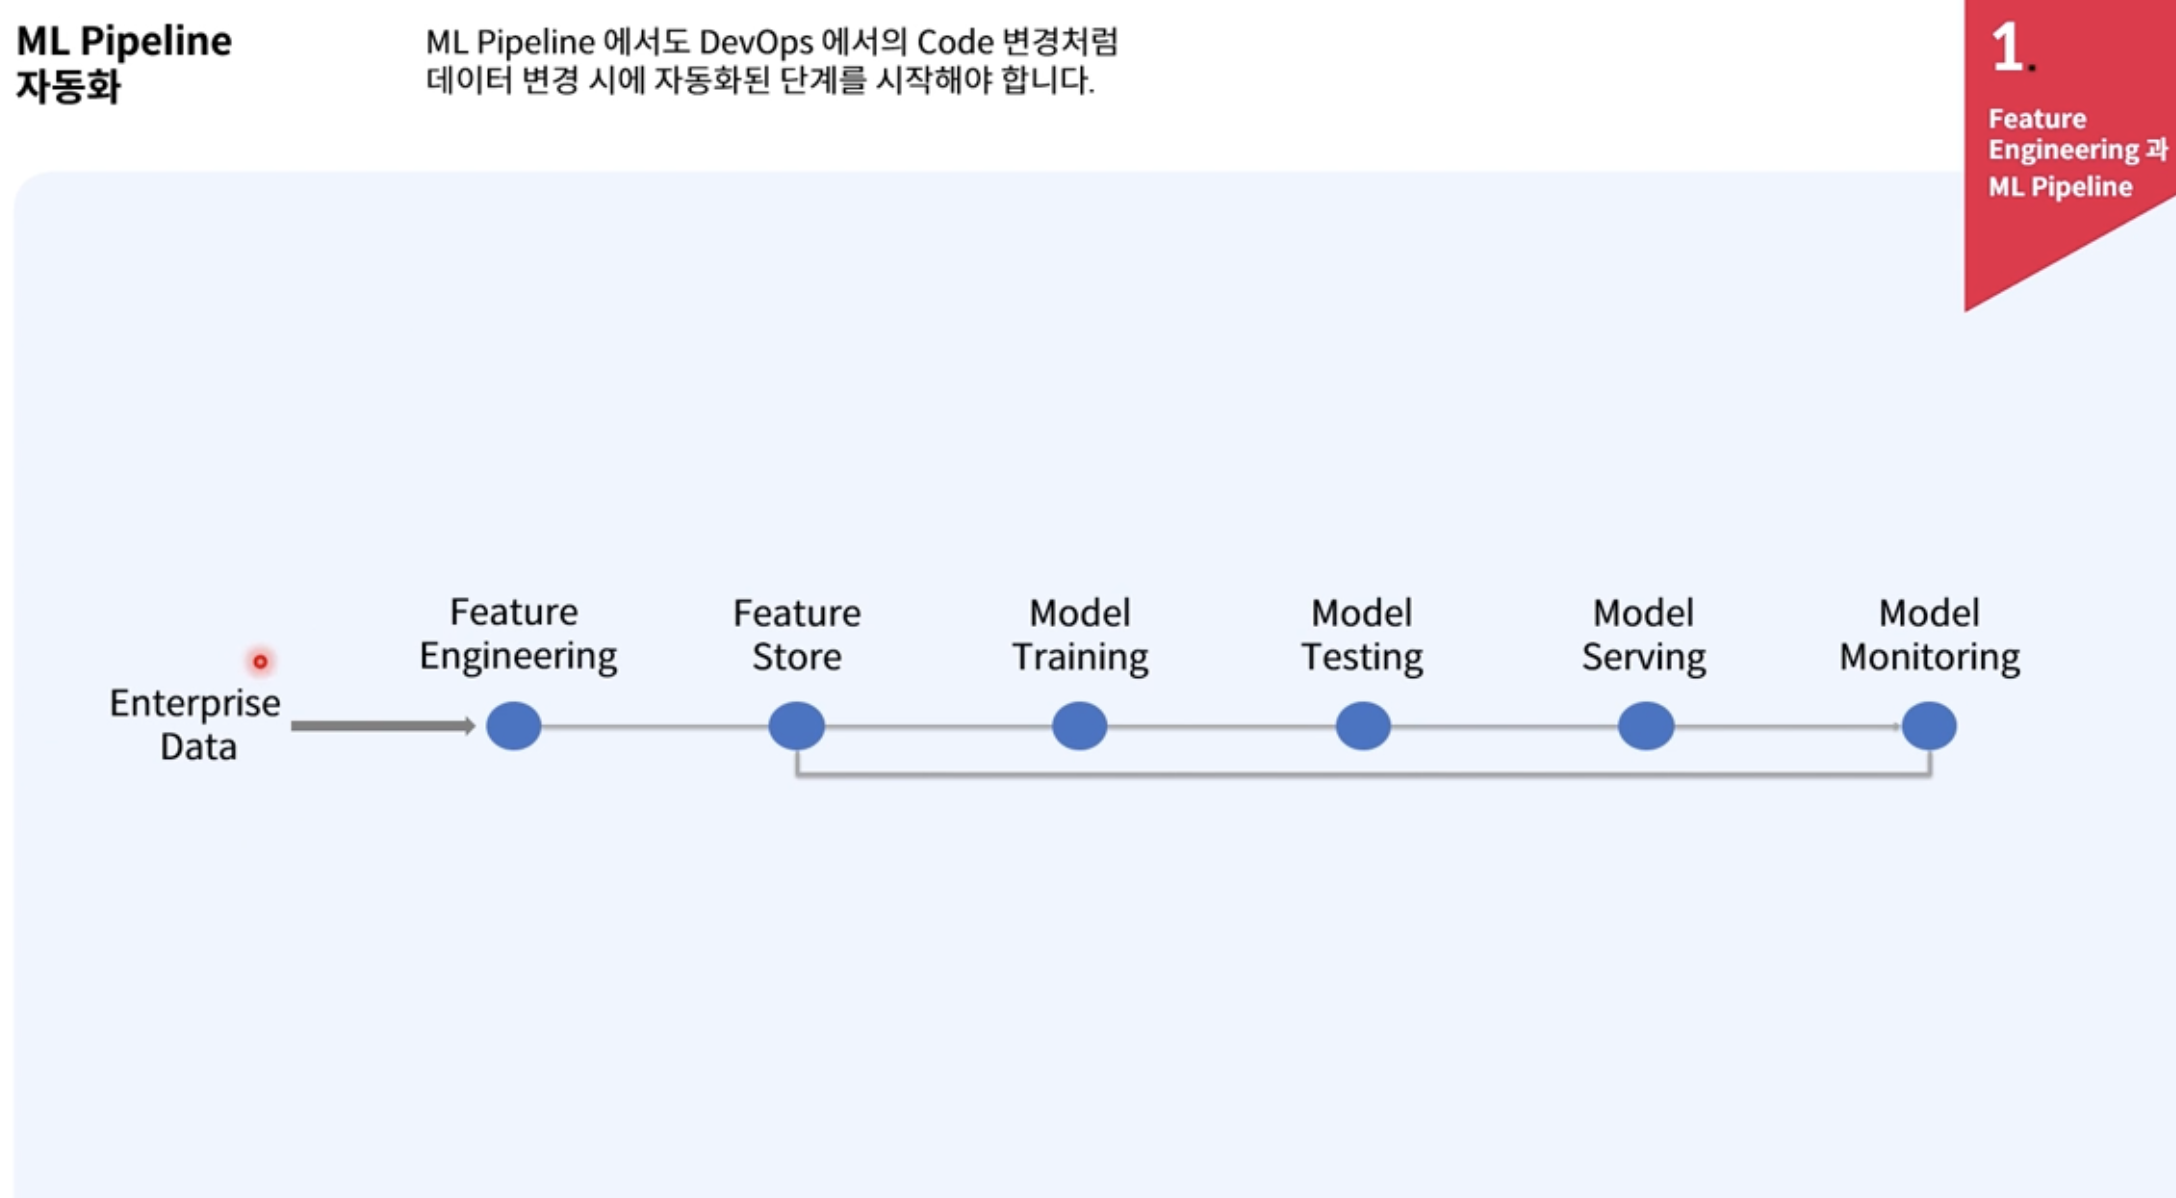 ML Pipeline
자동화
ML Pipeline 에서도 DevOps 에서의 Code 변경처럼
데이터 변경 시에 자동화된 단계를 시작해야 합니다.
1.
Feature
Engineering 과
ML Pipeline
Enterprise
Data
Feature
Engineering
Feature
Store
Model
Training
Model
Testing
Model
Serving
Model
Monitoring